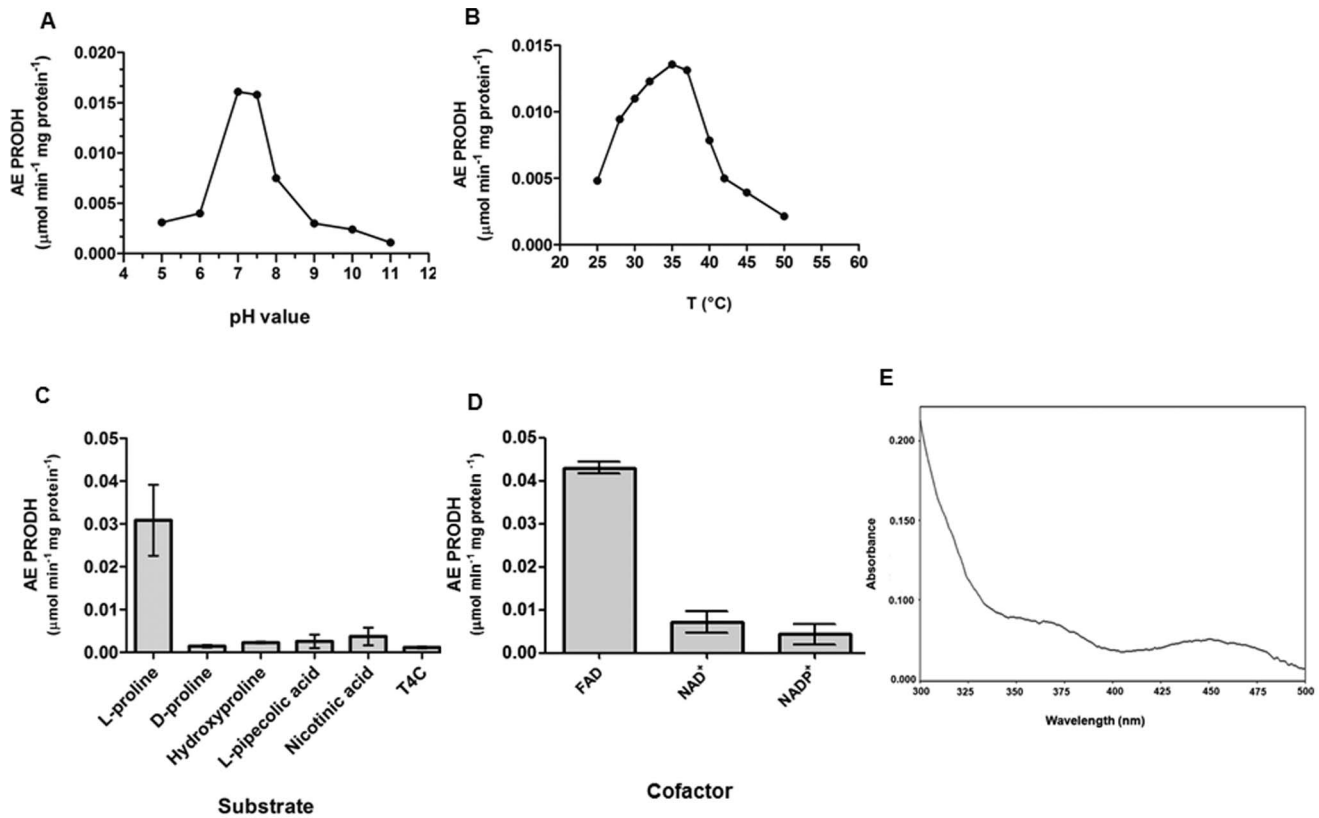 A
AE PRODH
(μmol min⁻¹ mg protein⁻¹)
0.020
0.015
0.010
0.005
0.000
4 5 6 7 8 9 10 11 12
pH value
B
AE PRODH
(μmol min⁻¹ mg protein⁻¹)
0.015
0.010
0.005
0.000
20 25 30 35 40 45 50 55 60
T (°C)
C
AE PRODH
(μmol min⁻¹ mg protein⁻¹)
0.05
0.04
0.03
0.02
0.01
0.00
L-proline
D-proline
Hydroxyproline
L-pipecolic acid
Nicotinic acid
T4C
Substrate
D
AE PRODH
(μmol min⁻¹ mg protein⁻¹)
0.05
0.04
0.03
0.02
0.01
0.00
FAD
NAD⁺
NADP⁺
Cofactor
E
Absorbance
0.200
0.150
0.100
0.000
300 325 350 375 400 425 450 475 500
Wavelength (nm)